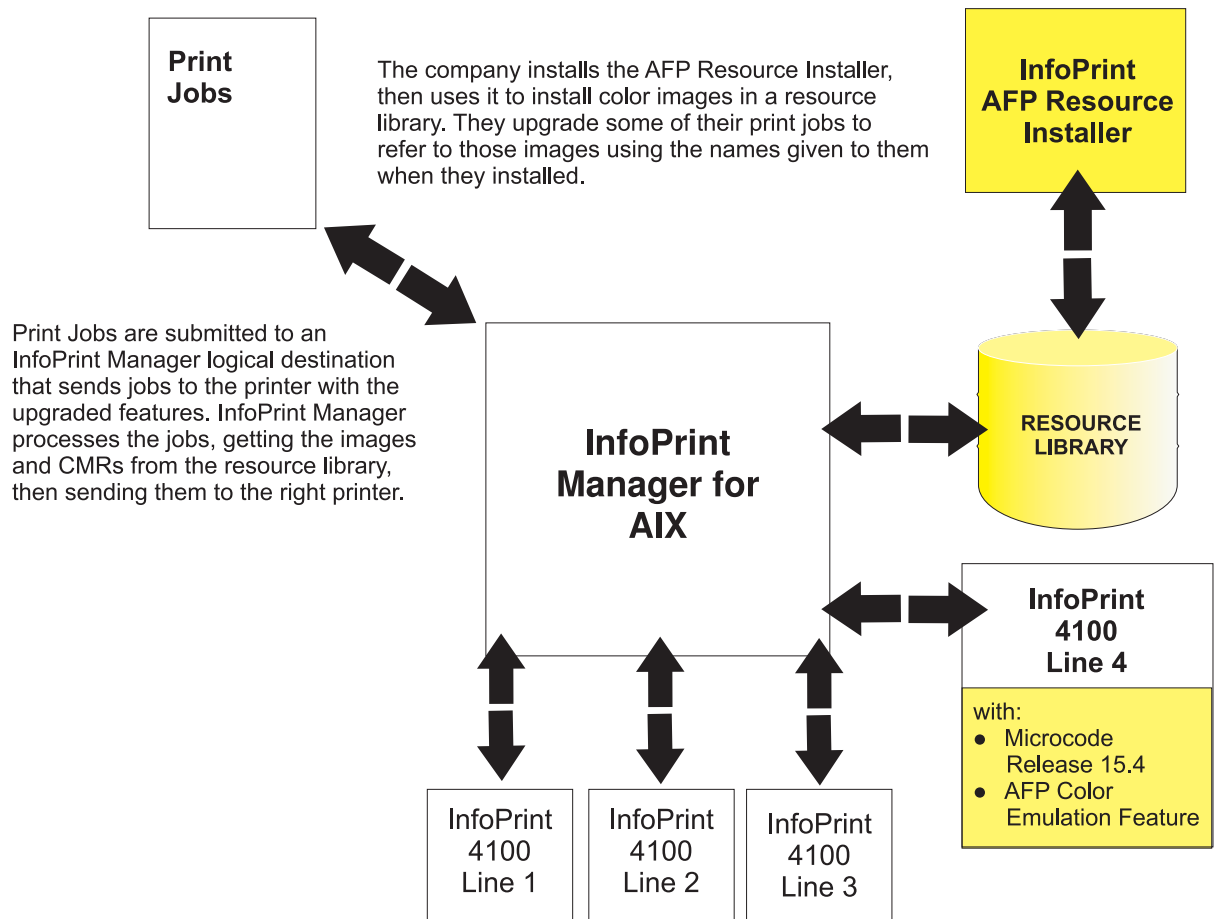 Print
Jobs
The company installs the AFP Resource Installer,
then uses it to install color images in a resource
library. They upgrade some of their print jobs to
refer to those images using the names given to them
when they installed.
InfoPrint
AFP Resource
Installer
Print Jobs are submitted to an
InfoPrint Manager logical destination
that sends jobs to the printer with the
upgraded features. InfoPrint Manager
processes the jobs, getting the images
and CMRs from the resource library,
then sending them to the right printer.
InfoPrint
Manager for
AIX
RESOURCE
LIBRARY
InfoPrint
4100
Line 4
with:
● Microcode
Release 15.4
● AFP Color
Emulation Feature
InfoPrint
4100
Line 1
InfoPrint
4100
Line 2
InfoPrint
4100
Line 3